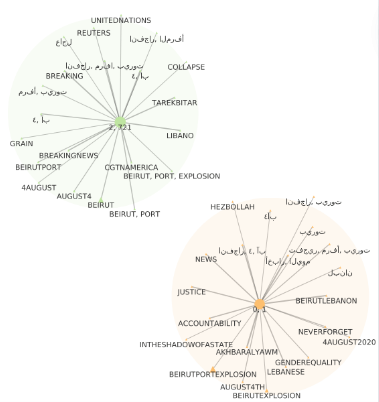 UNITEDNATIONS
REUTERS
عاجل
انفجار, المرفأ
انفجار, مرفأ, بيروت
BREAKING
٤, آب
COLLAPSE
مرفأ, بيروت
TAREKBITAR
٤, آب
2, 721
LIBANO
GRAIN
BREAKINGNEWS
BEIRUTPORT
CGTNAMERICA
BEIRUT, PORT, EXPLOSION
4AUGUST
AUGUST4
BEIRUT
BEIRUT, PORT
HEZBOLLAH
انفجار, بيروت
٤آب
بيروت
انفجار, ٤, آب
تفجير, مرفأ, بيروت
NEWS
أخبار, اليوم
لبنان
JUSTICE
BEIRUTLEBANON
0, 1
ACCOUNTABILITY
NEVERFORGET
INTHESHADOWOFASTATE
4AUGUST2020
AKHBARALYAWM
GENDEREQUALITY
BEIRUTPORTEXPLOSION
LEBANESE
AUGUST4TH
BEIRUTEXPLOSION